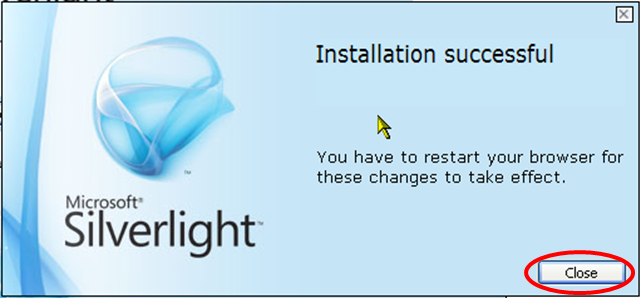 Installation successful
You have to restart your browser for
these changes to take effect.
Microsoft®
Silverlight™
Close